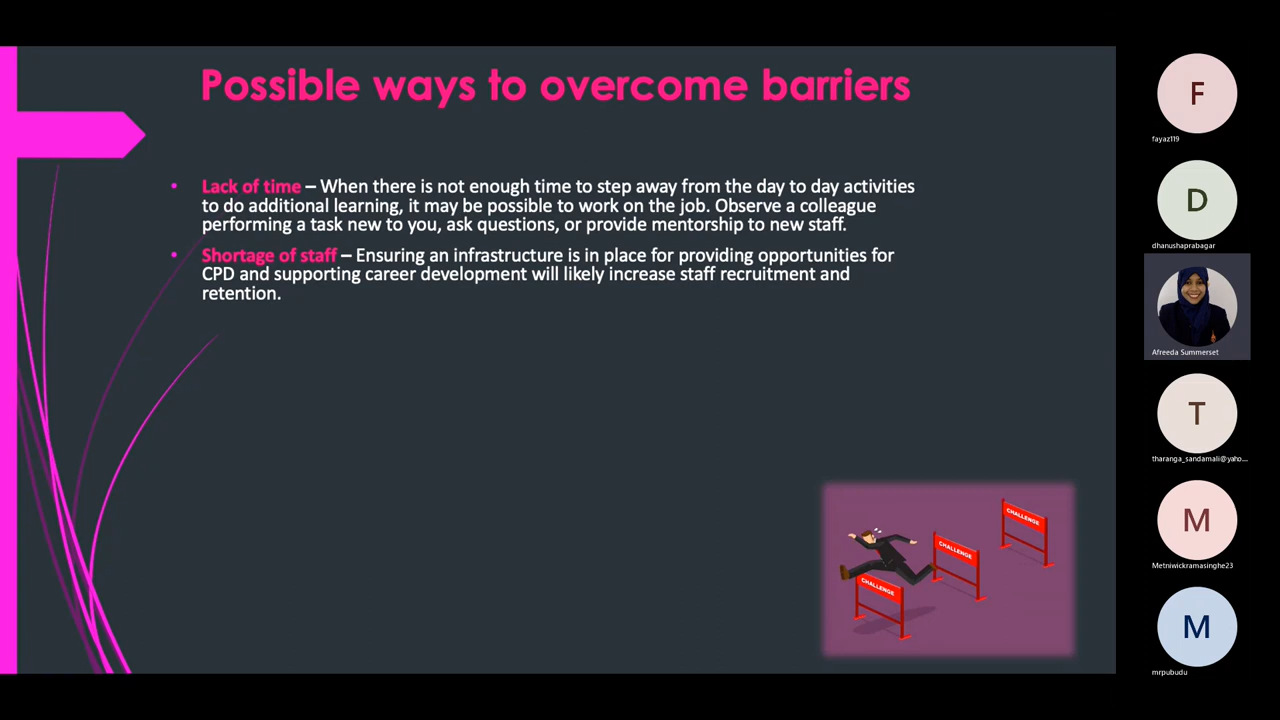 Possible ways to overcome barriers
• Lack of time – When there is not enough time to step away from the day to day activities
to do additional learning, it may be possible to work on the job. Observe a colleague
performing a task new to you, ask questions, or provide mentorship to new staff.
• Shortage of staff – Ensuring an infrastructure is in place for providing opportunities for
CPD and supporting career development will likely increase staff recruitment and
retention.
CHALLENGE
CHALLENGE
CHALLENGE
F
fayaz119
D
dhanushaprabagar
Afreeda Summerset
T
tharanga_sandamali@yaho...
M
Metniwickramasinghe23
M
mrpubudu